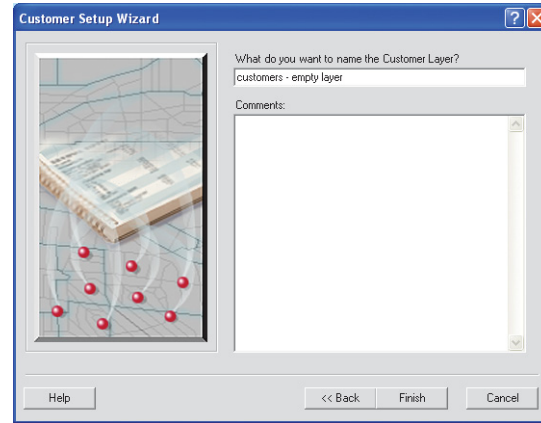 Customer Setup Wizard
What do you want to name the Customer Layer?
customers - empty layer
Comments:
Help
<< Back
Finish
Cancel